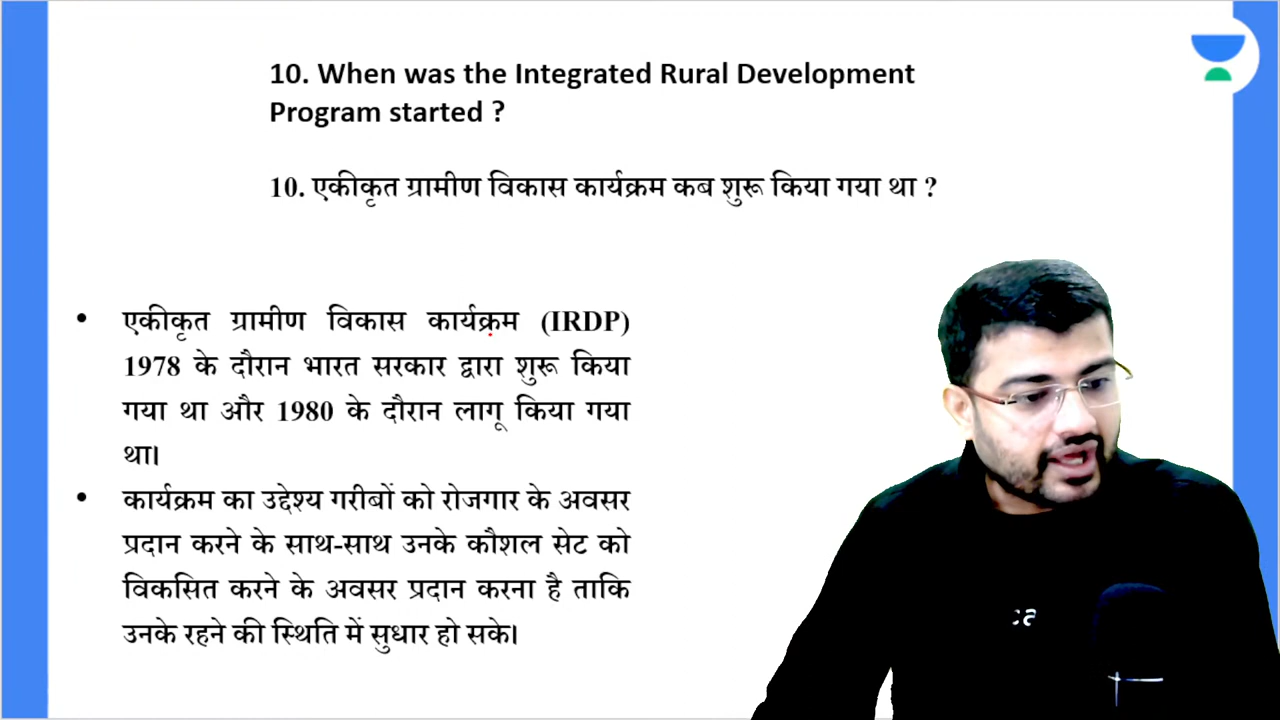 10. When was the Integrated Rural Development
Program started ?
10. एकीकृत ग्रामीण विकास कार्यक्रम कब शुरू किया गया था ?
• एकीकृत ग्रामीण विकास कार्यक्रम (IRDP)
1978 के दौरान भारत सरकार द्वारा शुरू किया
गया था और 1980 के दौरान लागू किया गया
था।
• कार्यक्रम का उद्देश्य गरीबों को रोजगार के अवसर
प्रदान करने के साथ-साथ उनके कौशल सेट को
विकसित करने के अवसर प्रदान करना है ताकि
उनके रहने की स्थिति में सुधार हो सके।